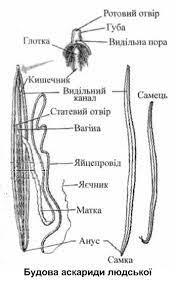 Ротовий отвір
Губа
Глотка
Видільна пора
Кишечник
Видільний канал
Самець
Статевий отвір
Вагіна
Яйцепровід
Яєчник
Матка
Анус
Самка
Будова аскариди людської